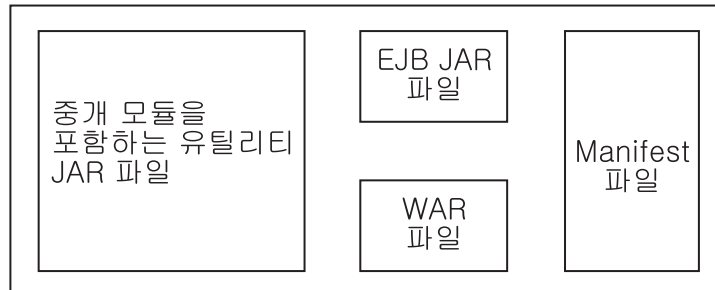 중개 모듈을
포함하는 유틸리티
JAR 파일
EJB JAR
파일
WAR
파일
Manifest
파일